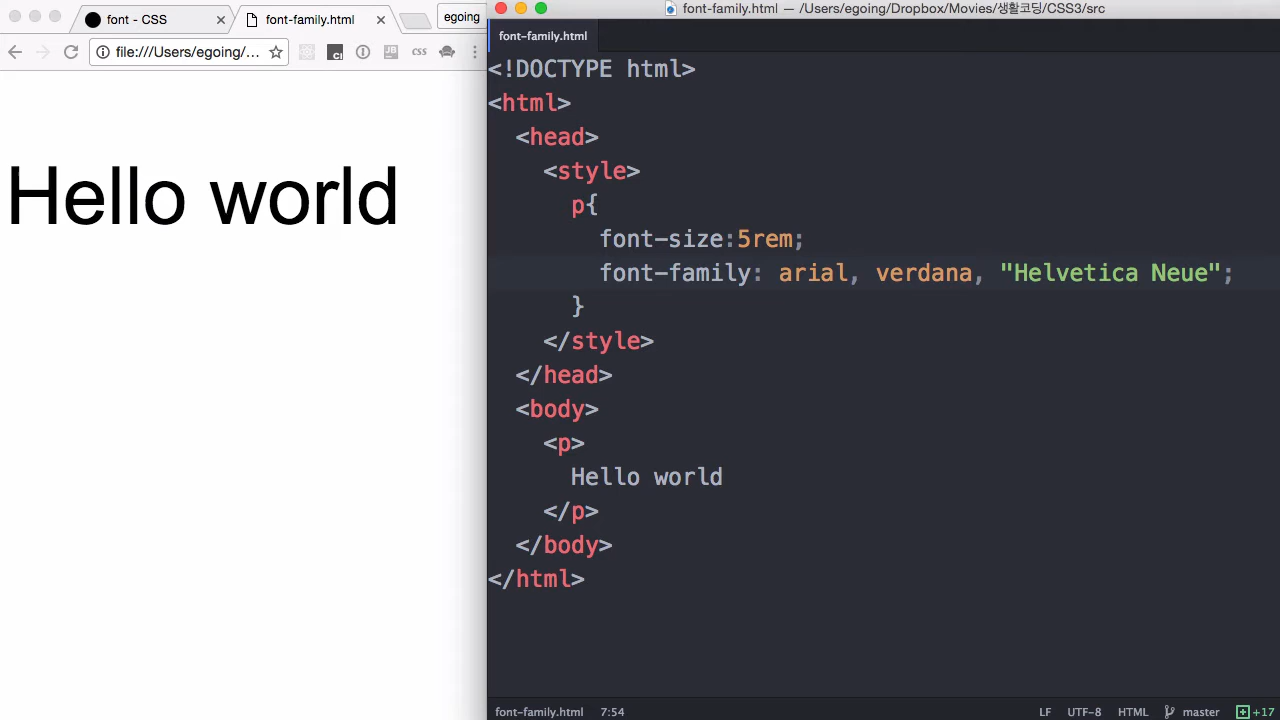 font - CSS
font-family.html
egoing
file:///Users/egoing/...
CI
JB
css
Hello world
font-family.html — /Users/egoing/Dropbox/Movies/생활코딩/CSS3/src
font-family.html
<!DOCTYPE html>
<html>
<head>
<style>
p{
font-size:5rem;
font-family: arial, verdana, "Helvetica Neue";
}
</style>
</head>
<body>
<p>
Hello world
</p>
</body>
</html>
font-family.html 7:54 LF UTF-8 HTML master +17